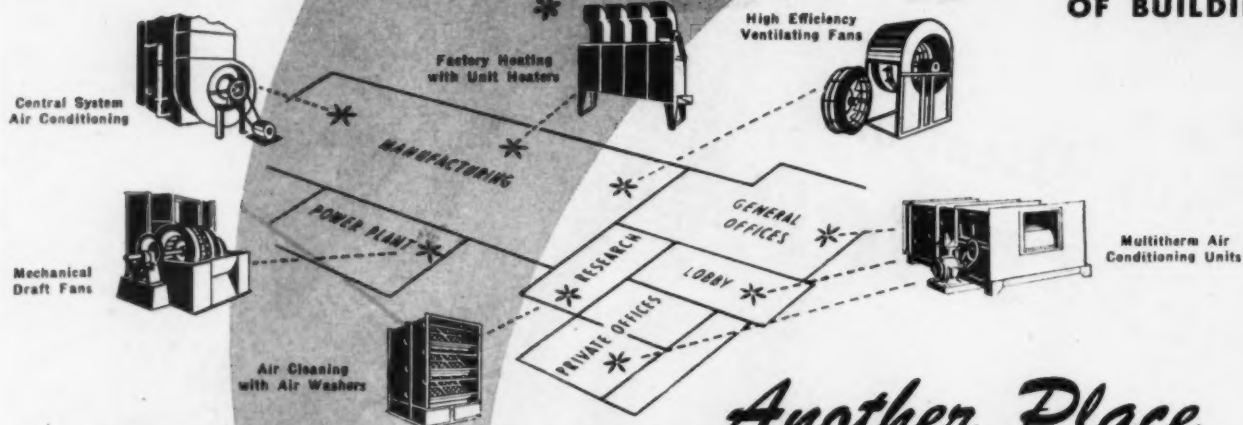 OF BUILDI
High Efficiency
Ventilating Fans
Factory Heating
with Unit Heaters
Central System
Air Conditioning
MANUFACTURING
GENERAL
OFFICES
POWER PLANT
RESEARCH
LOBBY
PRIVATE OFFICES
Multitherm Air
Conditioning Units
Mechanical
Draft Fans
Air Cleaning
with Air Washers
Another Place